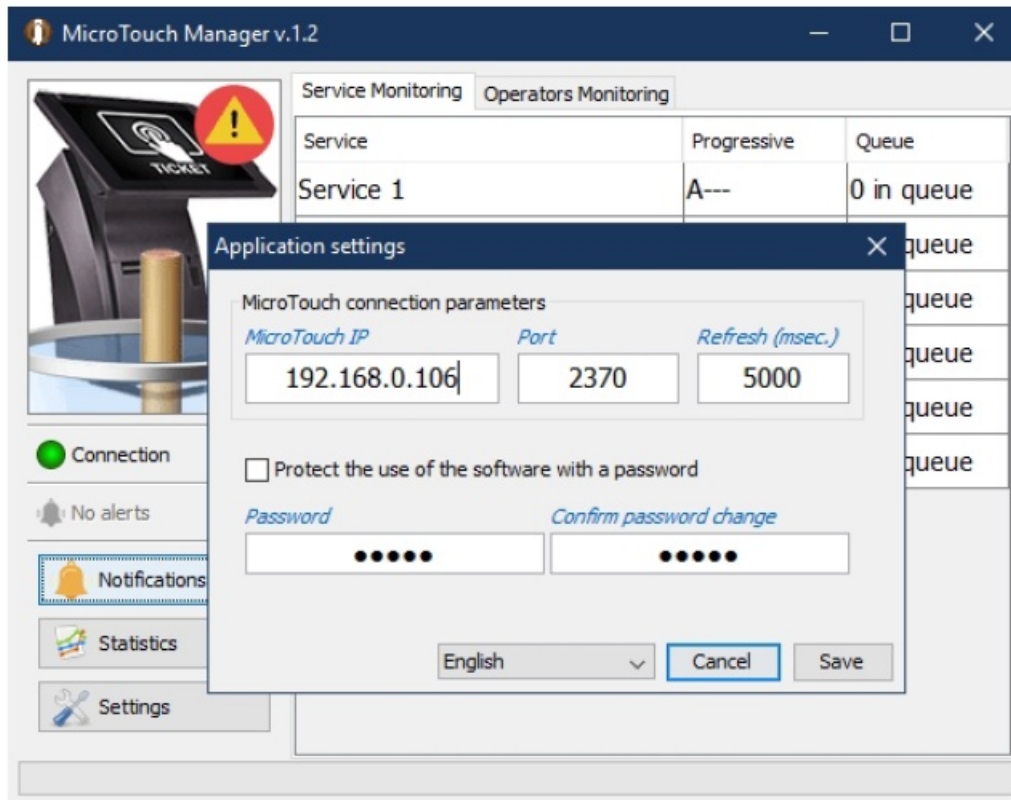 MicroTouch Manager v.1.2
TICKET
Service Monitoring Operators Monitoring
Service Progressive Queue
Service 1 A--- 0 in queue
queue
queue
queue
queue
queue
Application settings
MicroTouch connection parameters
MicroTouch IP Port Refresh (msec.)
192.168.0.106 2370 5000
Protect the use of the software with a password
Password Confirm password change
●●●●● ●●●●●
English Cancel Save
Connection
No alerts
Notifications
Statistics
Settings